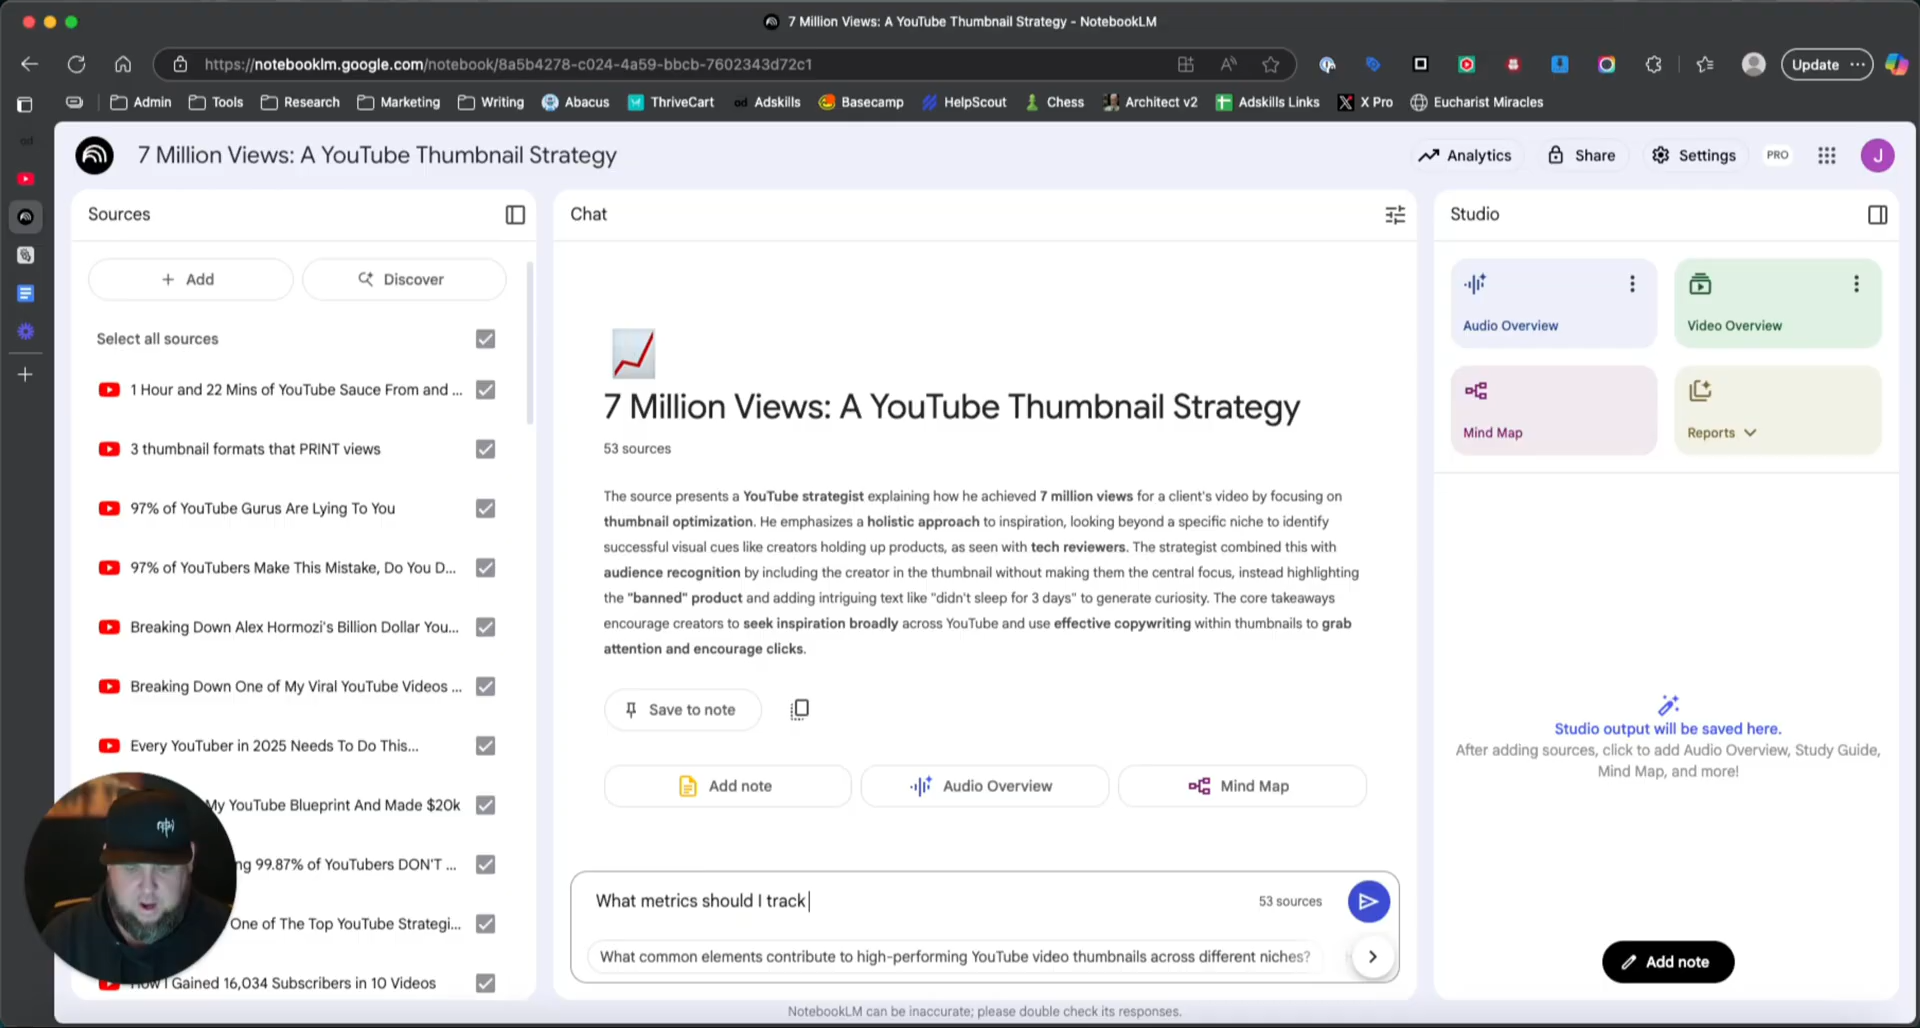 7 Million Views: A YouTube Thumbnail Strategy - NotebookLM
https://notebooklm.google.com/notebook/8a5b4278-c024-4a59-bbcb-7602343d72c1
Update
Admin Tools Research Marketing Writing Abacus ThriveCart Adskills Basecamp HelpScout Chess Architect v2 Adskills Links X Pro Eucharist Miracles
7 Million Views: A YouTube Thumbnail Strategy
Analytics Share Settings PRO J
Sources
Add Discover
Select all sources
1 Hour and 22 Mins of YouTube Sauce From and ...
3 thumbnail formats that PRINT views
97% of YouTube Gurus Are Lying To You
97% of YouTubers Make This Mistake, Do You D...
Breaking Down Alex Hormozi's Billion Dollar You...
Breaking Down One of My Viral YouTube Videos ...
Every YouTuber in 2025 Needs To Do This...
My YouTube Blueprint And Made $20k
99.87% of YouTubers DON'T ...
One of The Top YouTube Strategi...
How I Gained 16,034 Subscribers in 10 Videos
Chat
7 Million Views: A YouTube Thumbnail Strategy
53 sources
The source presents a YouTube strategist explaining how he achieved 7 million views for a client's video by focusing on
thumbnail optimization. He emphasizes a holistic approach to inspiration, looking beyond a specific niche to identify
successful visual cues like creators holding up products, as seen with tech reviewers. The strategist combined this with
audience recognition by including the creator in the thumbnail without making them the central focus, instead highlighting
the "banned" product and adding intriguing text like "didn't sleep for 3 days" to generate curiosity. The core takeaways
encourage creators to seek inspiration broadly across YouTube and use effective copywriting within thumbnails to grab
attention and encourage clicks.
Save to note
Add note Audio Overview Mind Map
What metrics should I track
53 sources
What common elements contribute to high-performing YouTube video thumbnails across different niches?
NotebookLM can be inaccurate; please double check its responses.
Studio
Audio Overview Video Overview
Mind Map Reports
Studio output will be saved here.
After adding sources, click to add Audio Overview, Study Guide,
Mind Map, and more!
Add note